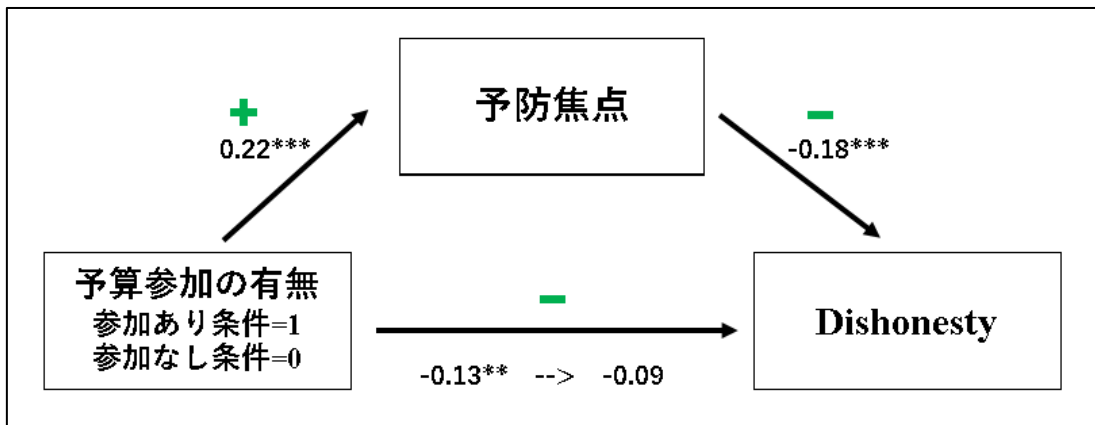 予防焦点
+
0.22***
-
-0.18***
予算参加の有無
参加あり条件=1
参加なし条件=0
-
-0.13** --> -0.09
Dishonesty